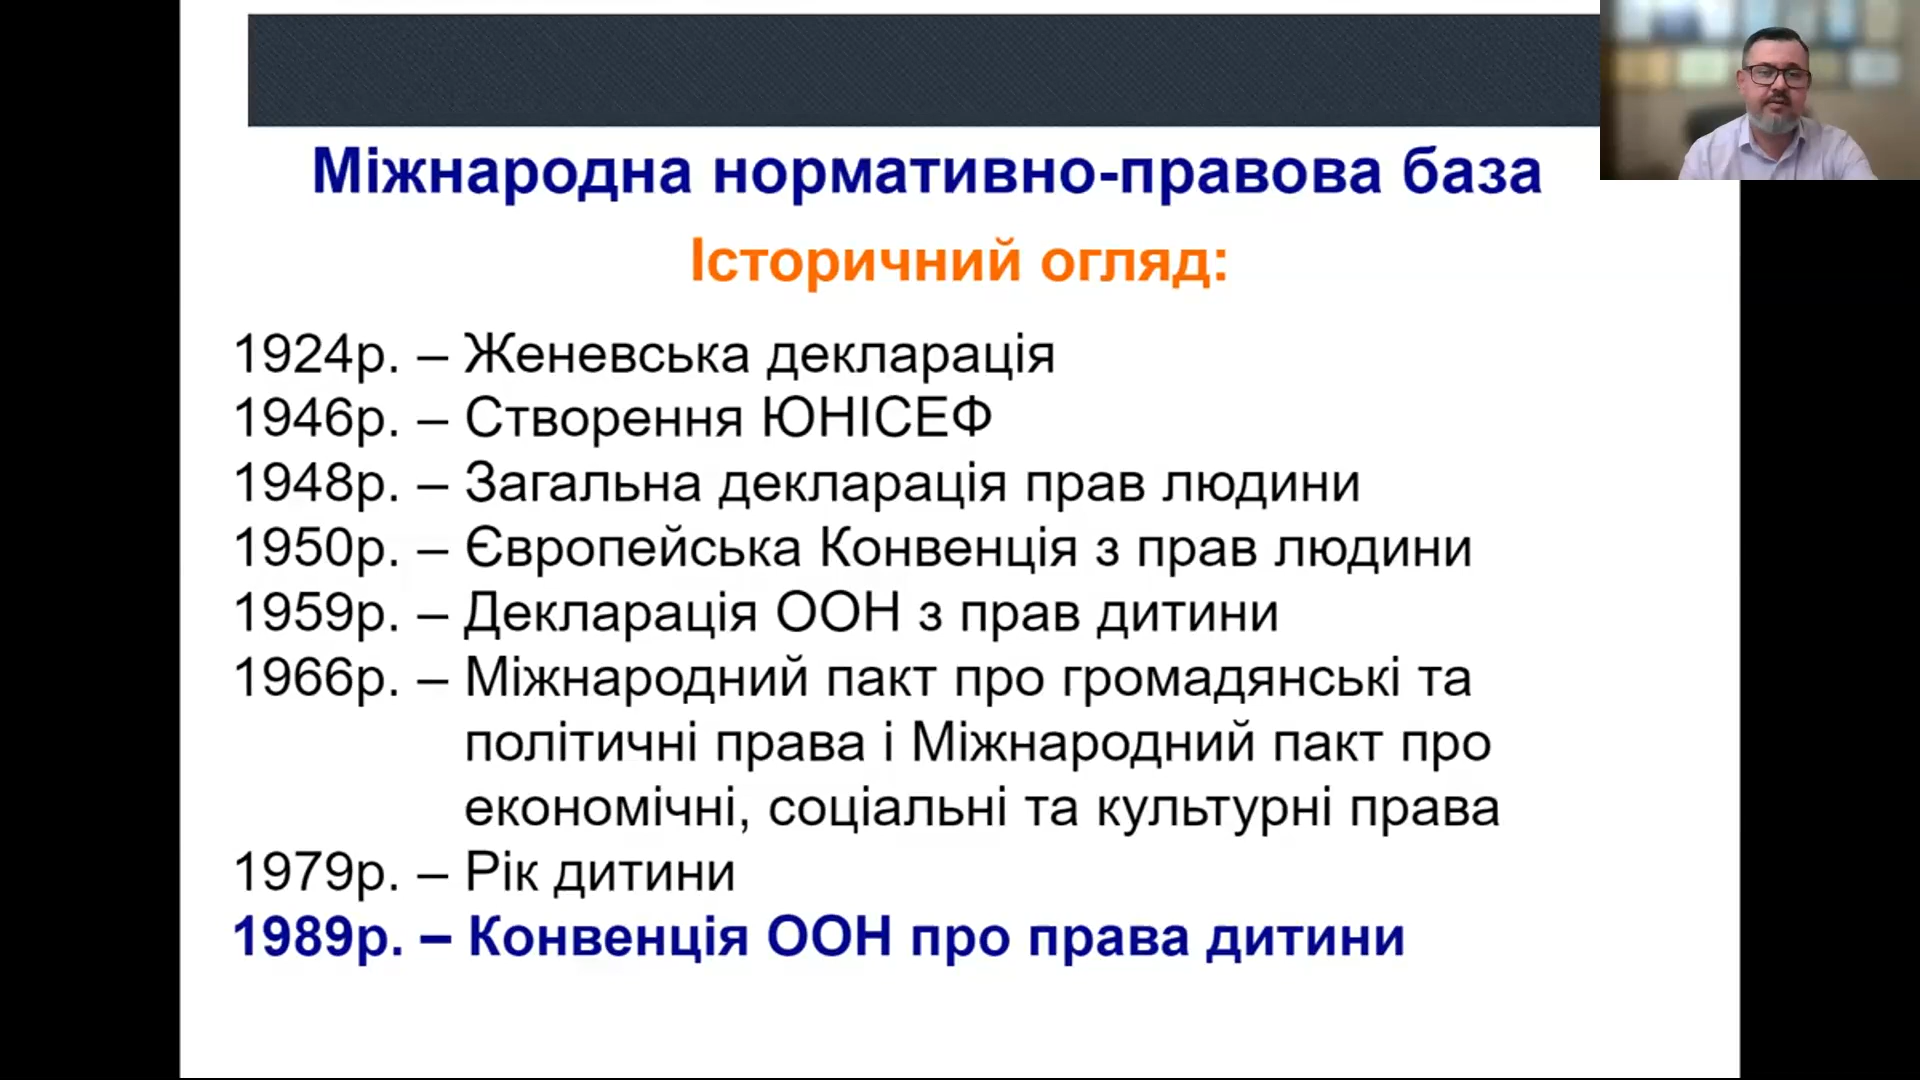 Міжнародна нормативно-правова база
Історичний огляд:
1924р. – Женевська декларація
1946р. – Створення ЮНІСЕФ
1948р. – Загальна декларація прав людини
1950р. – Європейська Конвенція з прав людини
1959р. – Декларація ООН з прав дитини
1966р. – Міжнародний пакт про громадянські та
політичні права і Міжнародний пакт про
економічні, соціальні та культурні права
1979р. – Рік дитини
1989р. – Конвенція ООН про права дитини